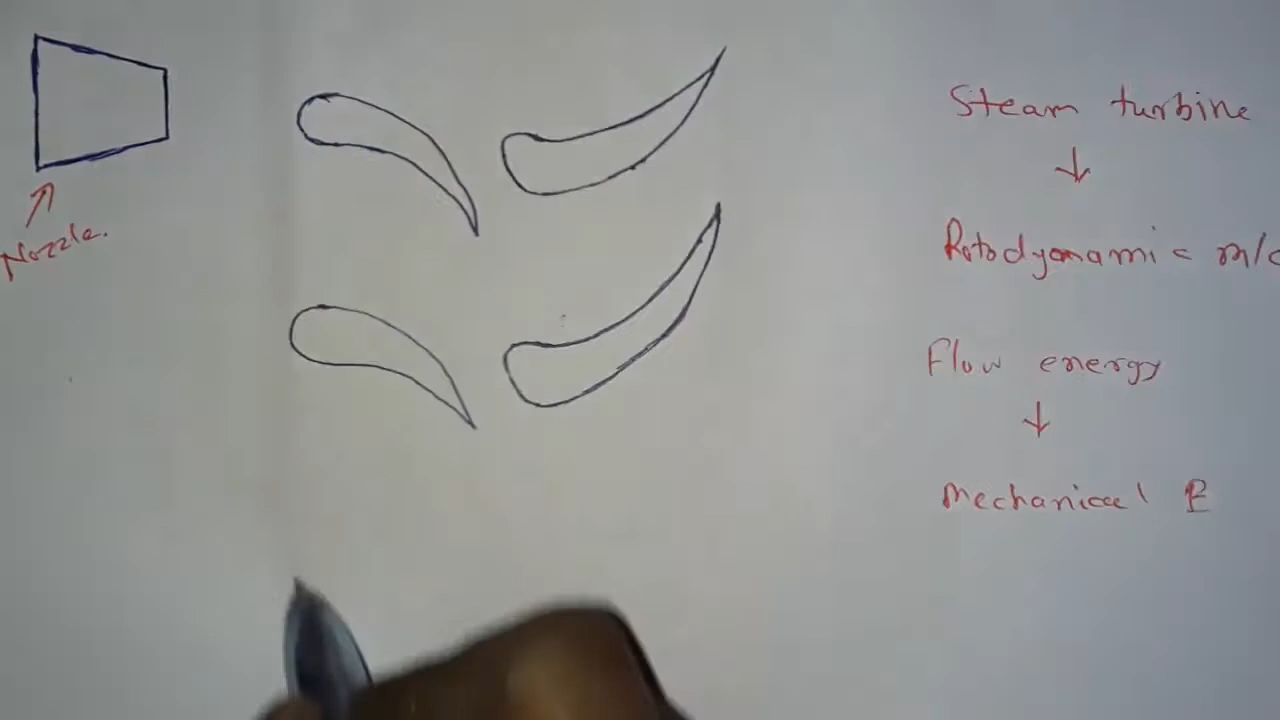 Nozzle.
Steam turbine
↓
Rotodynamic m/c
Flow energy
↓
Mechanical E